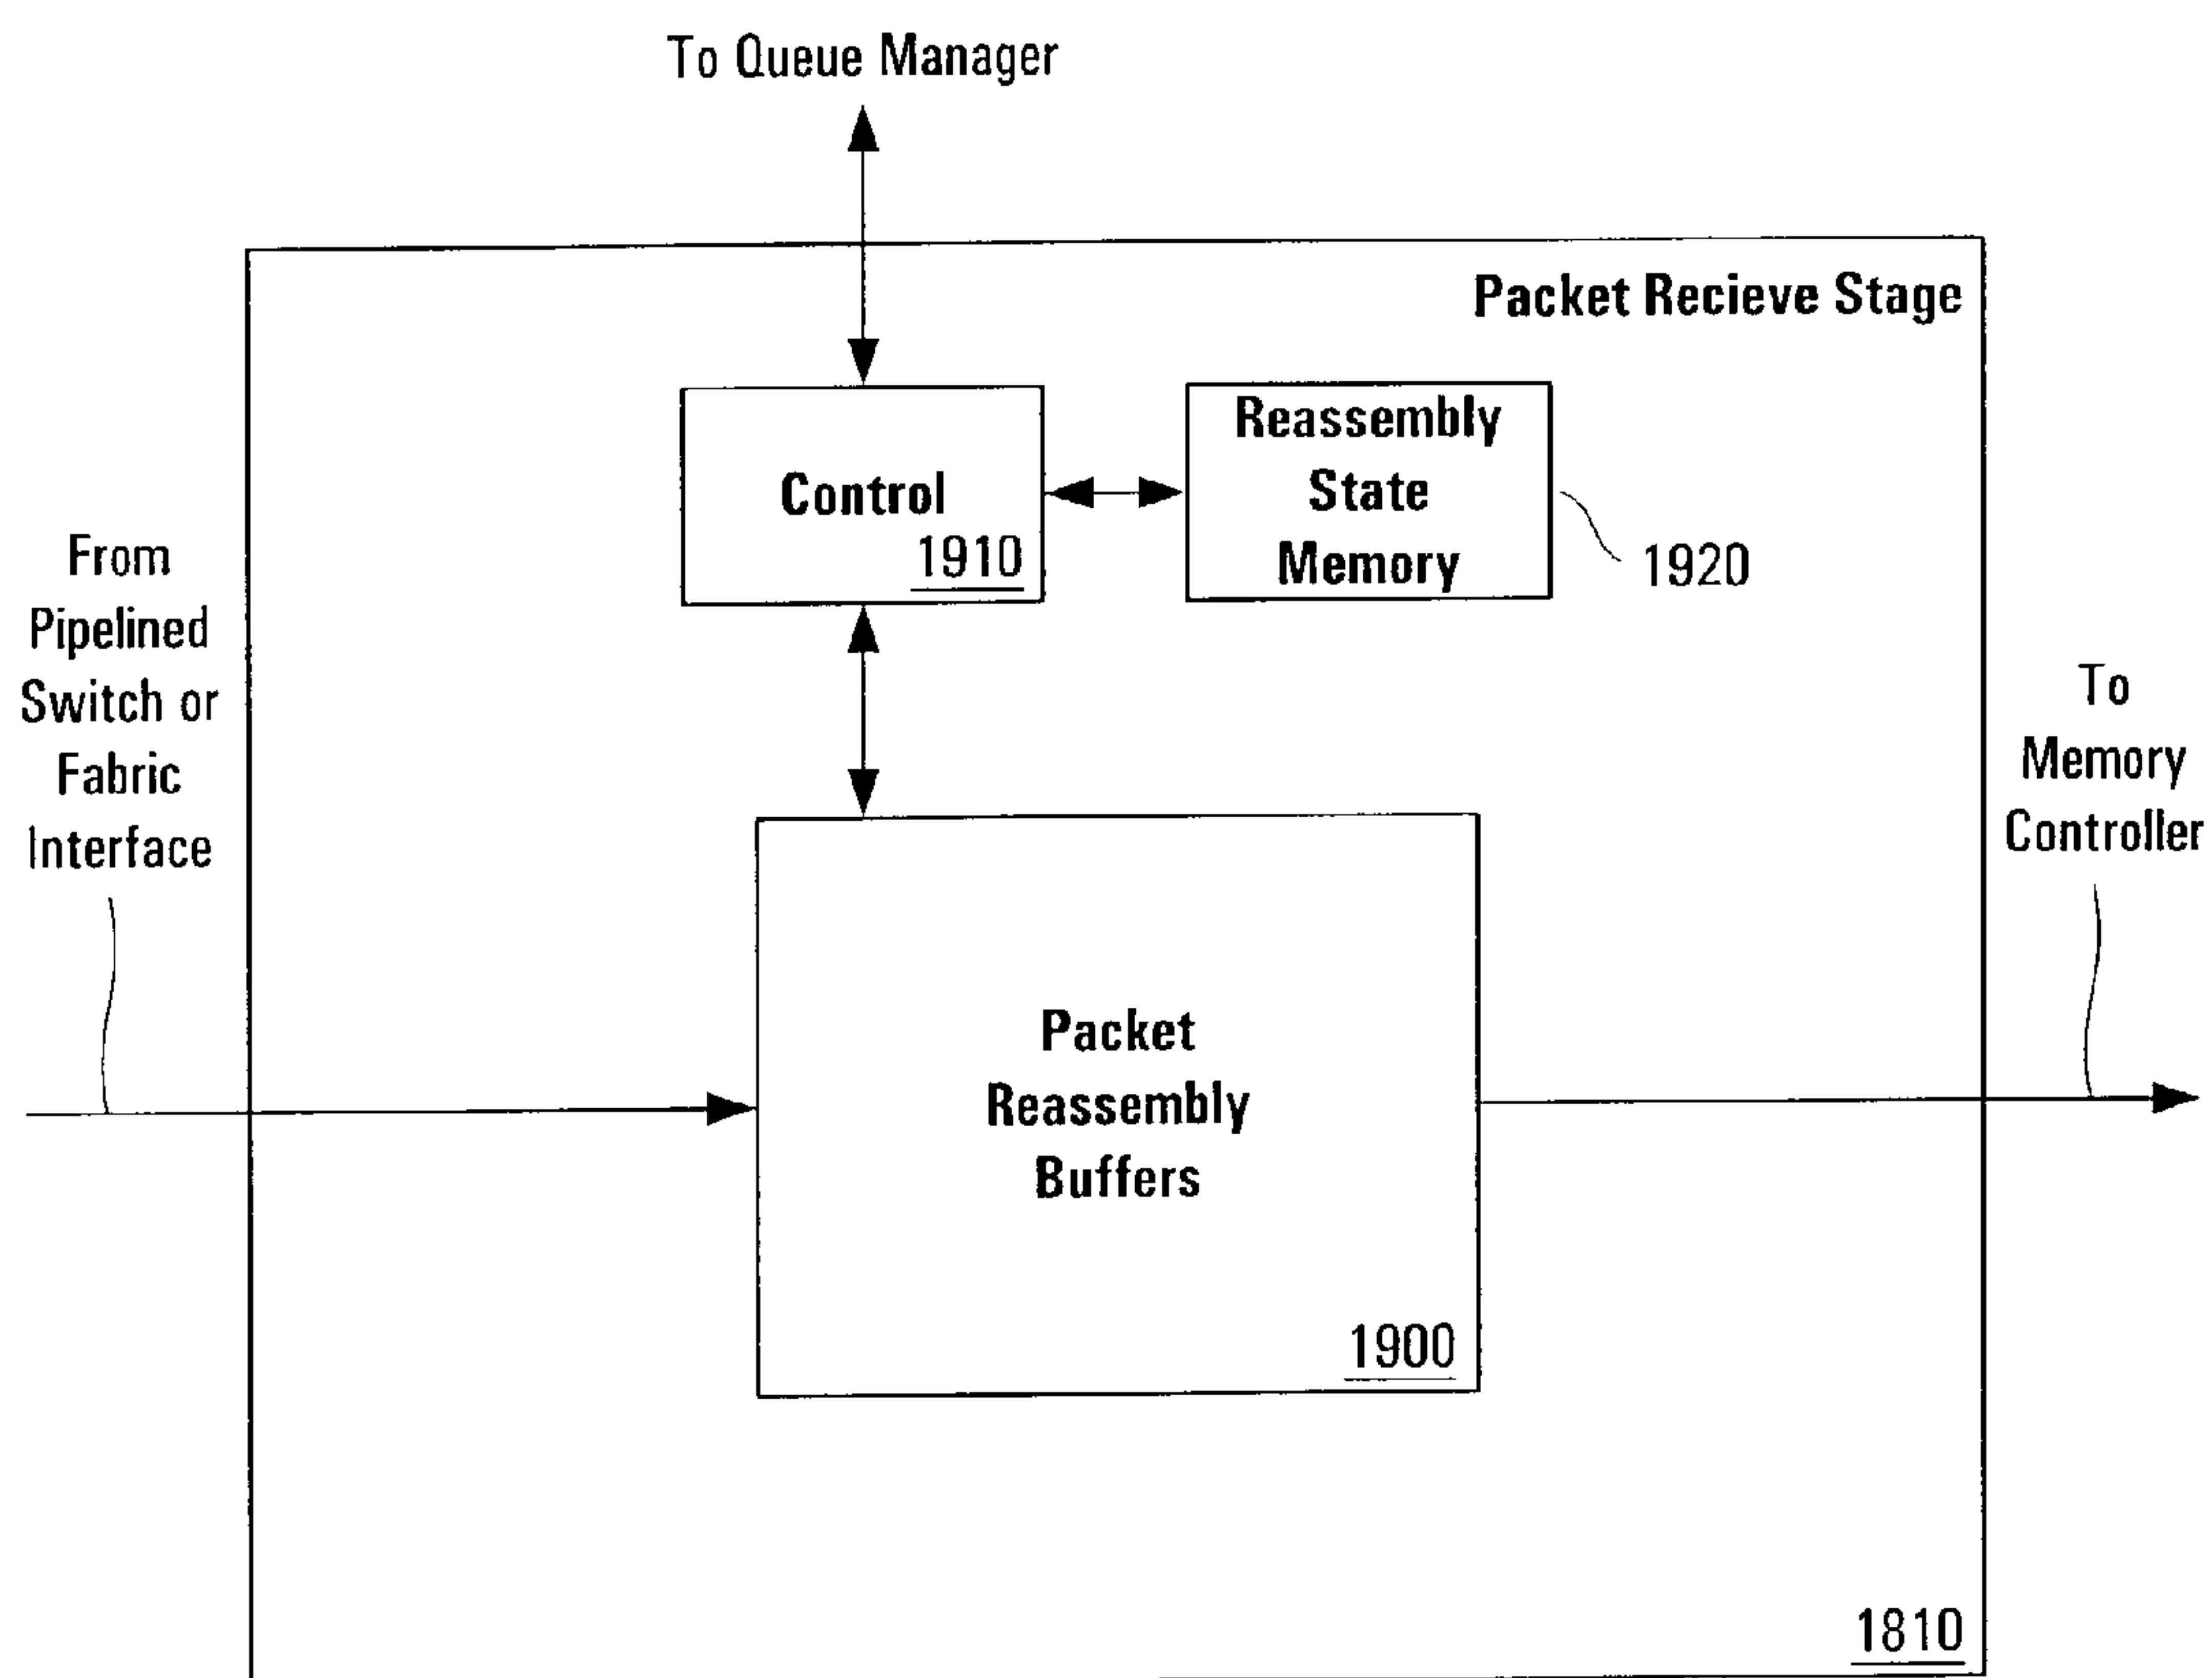 To Queue Manager
Packet Recieve Stage
Control
1910
Reassembly
State
Memory
1920
From
Pipelined
Switch or
Fabric
Interface
To
Memory
Controller
Packet
Reassembly
Buffers
1900
1810